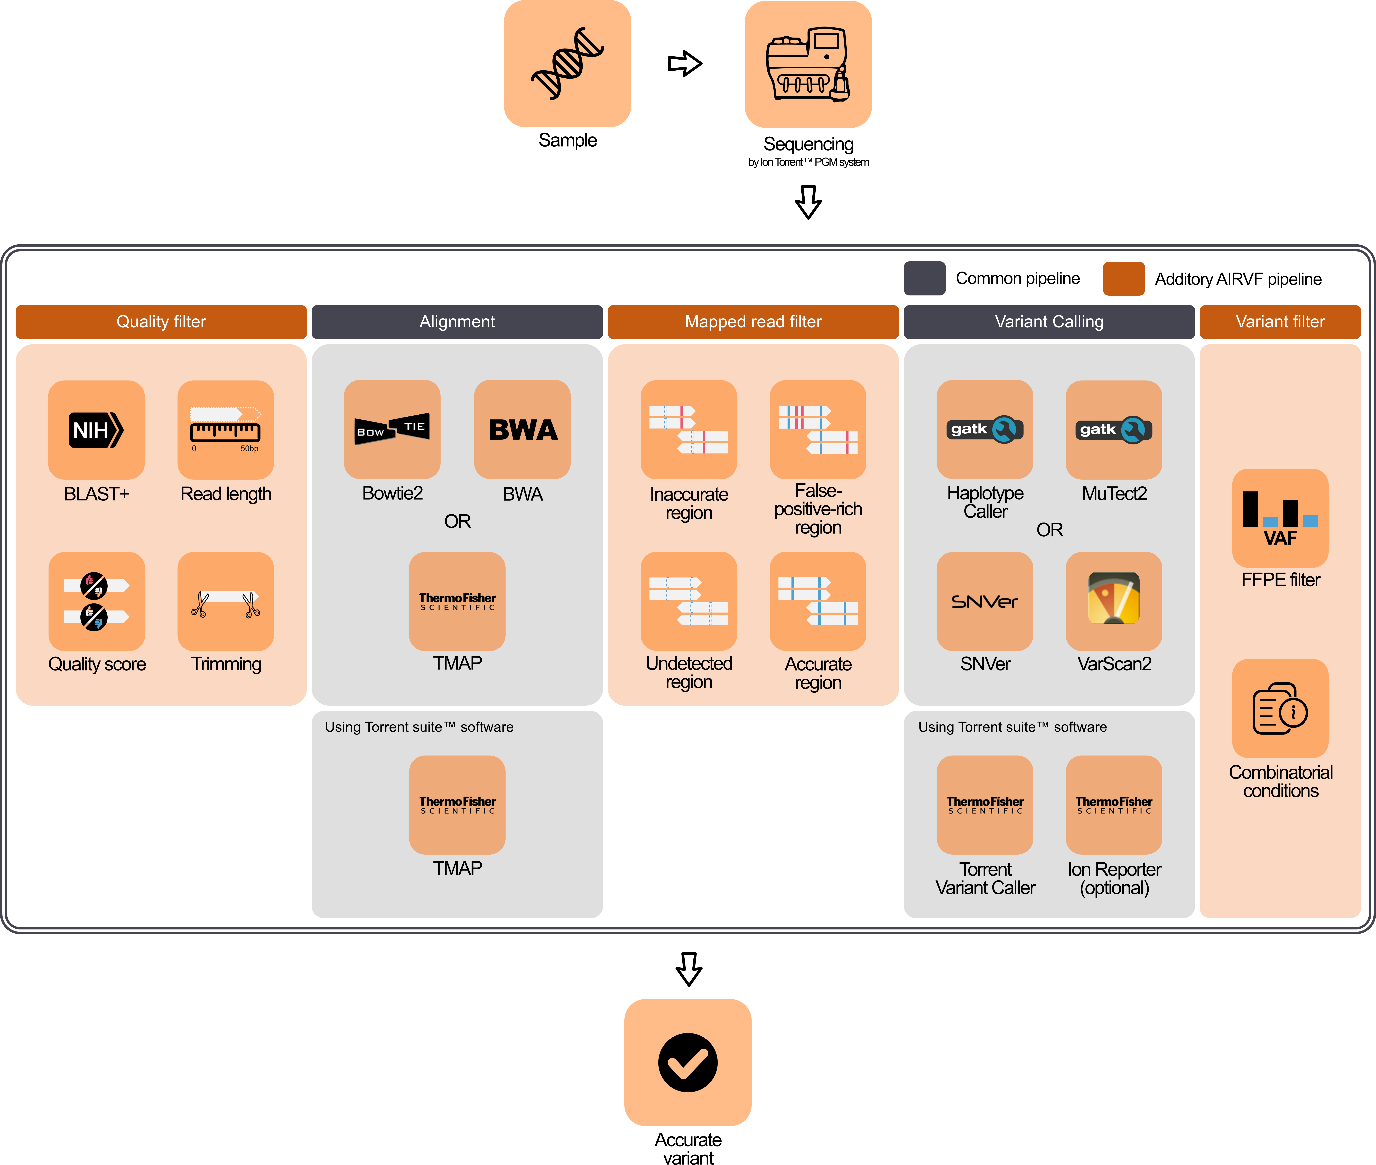 Sample
Sequencing
by Ion Torrent™ PGM system
Common pipeline
Additory AIRVF pipeline
Quality filter
Alignment
Mapped read filter
Variant Calling
Variant filter
NIH
BLAST+
0
50bp
Read length
Quality score
Trimming
BOW TIE
Bowtie2
BWA
BWA
OR
ThermoFisher
SCIENTIFIC
TMAP
Using Torrent suite™ software
ThermoFisher
SCIENTIFIC
TMAP
Inaccurate
region
False-
positive-rich
region
Undetected
region
Accurate
region
gatk
Haplotype
Caller
gatk
MuTect2
OR
SNVer
SNVer
VarScan2
Using Torrent suite™ software
ThermoFisher
SCIENTIFIC
Torrent
Variant Caller
ThermoFisher
SCIENTIFIC
Ion Reporter
(optional)
VAF
FFPE filter
i
Combinatorial
conditions
Accurate
variant